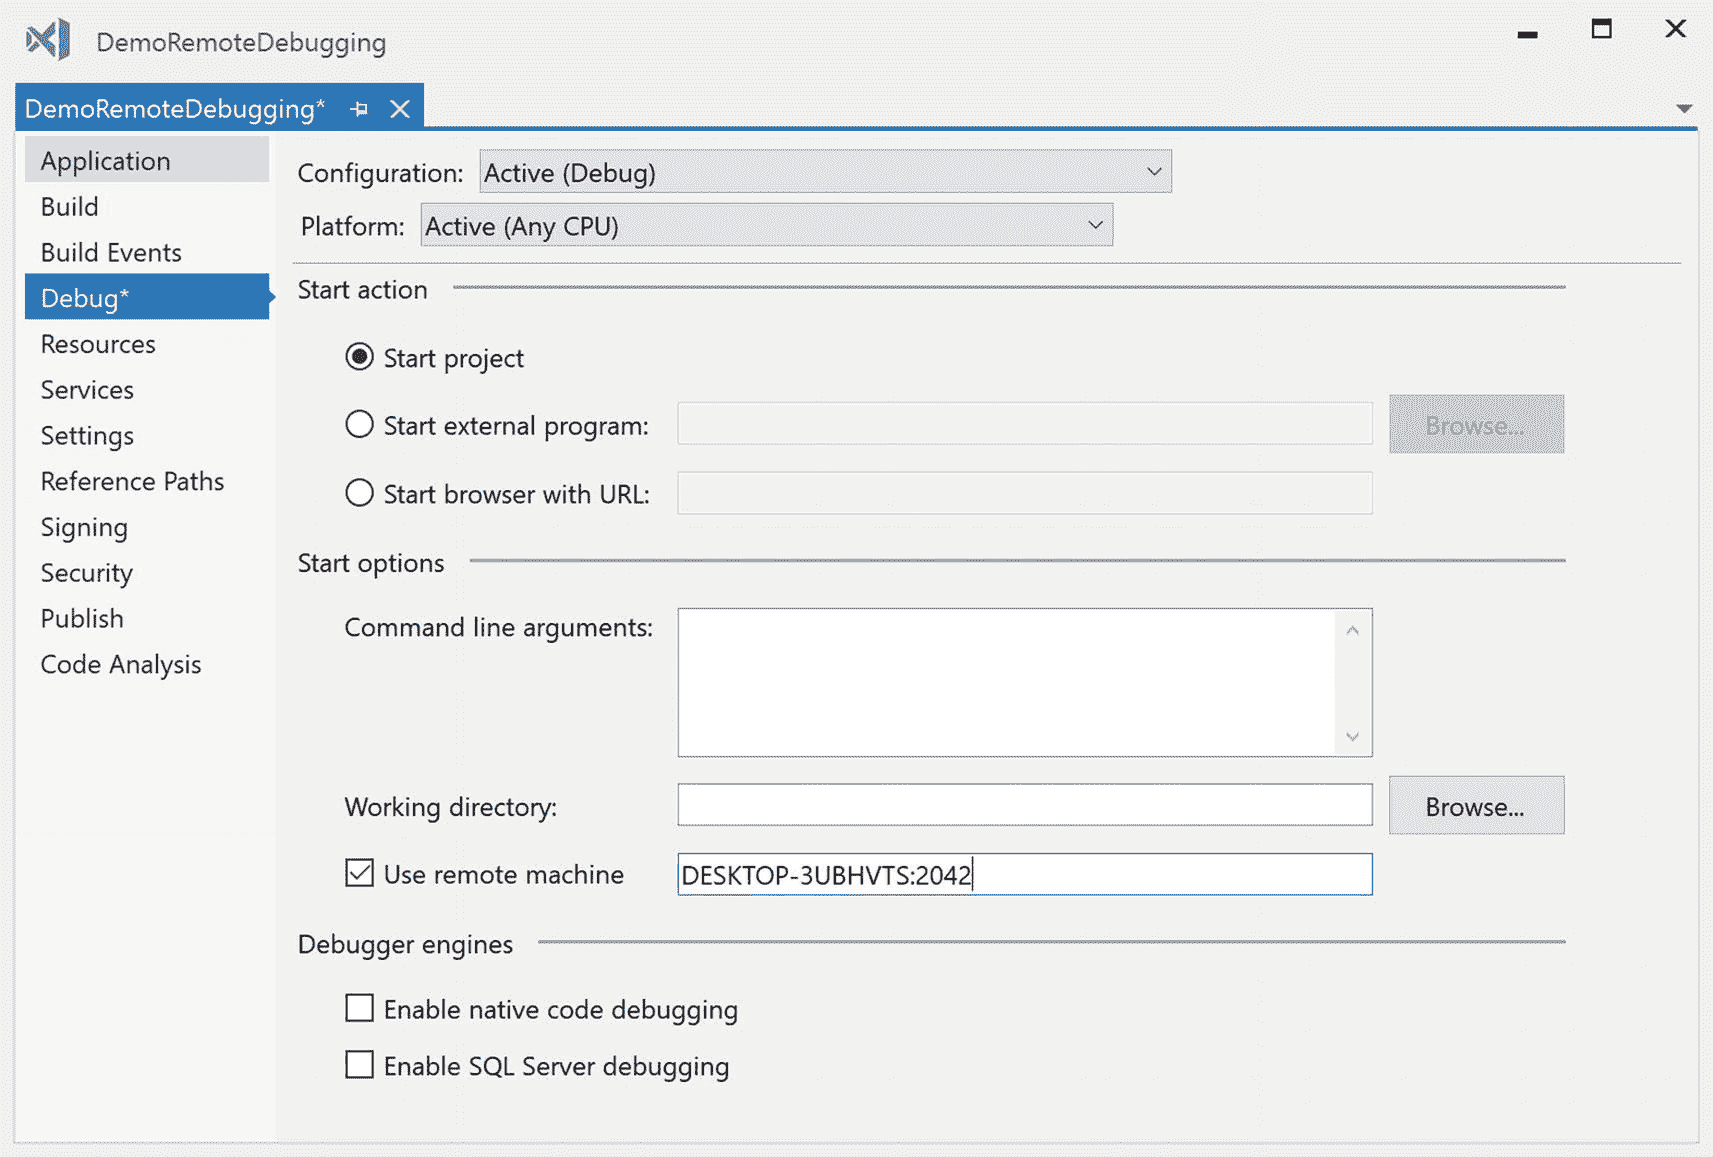 DemoRemoteDebugging
DemoRemoteDebugging*
Application
Build
Build Events
Debug*
Resources
Services
Settings
Reference Paths
Signing
Security
Publish
Code Analysis
Configuration: Active (Debug)
Platform: Active (Any CPU)
Start action
Start project
Start external program: Browse...
Start browser with URL:
Start options
Command line arguments:
Working directory: Browse...
Use remote machine DESKTOP-3UBHVTS:2042
Debugger engines
Enable native code debugging
Enable SQL Server debugging